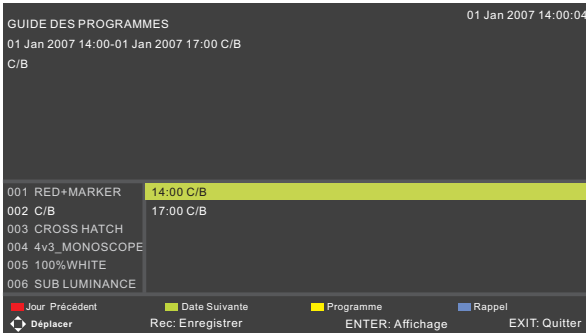 GUIDE DES PROGRAMMES
01 Jan 2007 14:00:04
01 Jan 2007 14:00-01 Jan 2007 17:00 C/B
C/B
001 RED+MARKER
14:00 C/B
002 C/B
17:00 C/B
003 CROSS HATCH
004 4v3_MONOSCOPE
005 100%WHITE
006 SUB LUMINANCE
Jour Précédent Date Suivante Programme Rappel
Déplacer Rec: Enregistrer ENTER: Affichage EXIT: Quitter